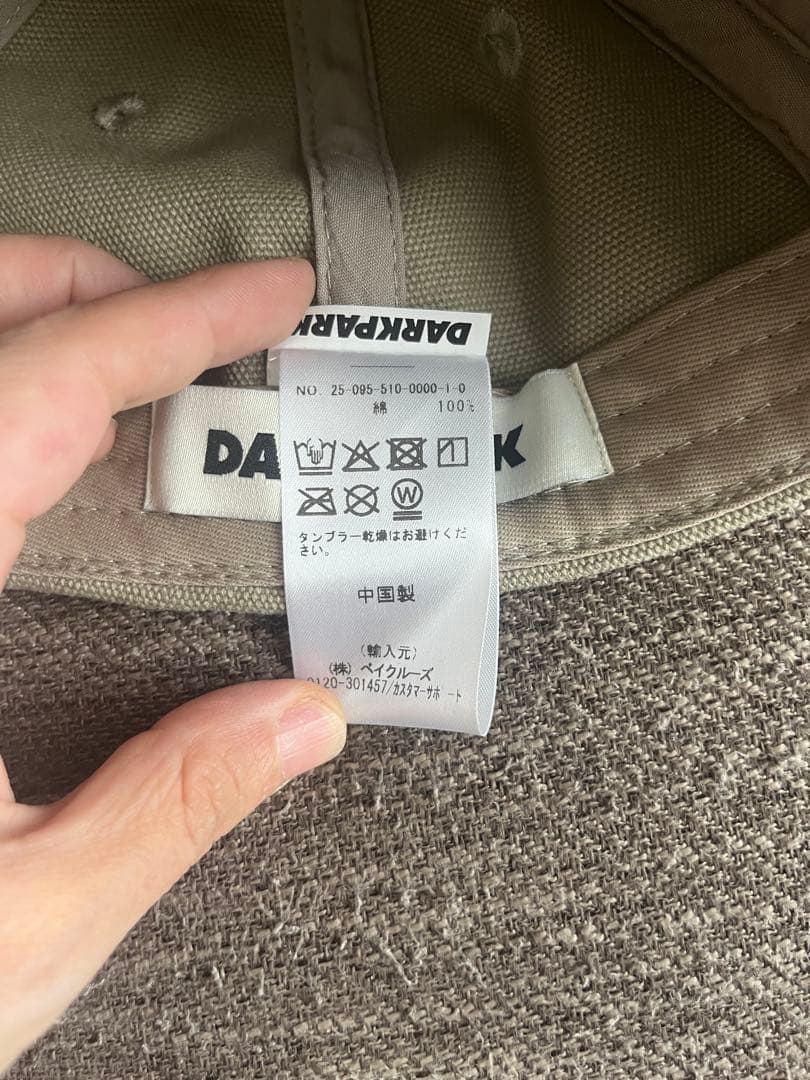 DARKPARK
NO. 25-095-510-0000-1-0
綿 100%
DA K
W
タンブラー乾燥はお避けくだ
さい。
中国製
(輸入元)
(株) ベイクルーズ
0120-301457/カスタマーサポート